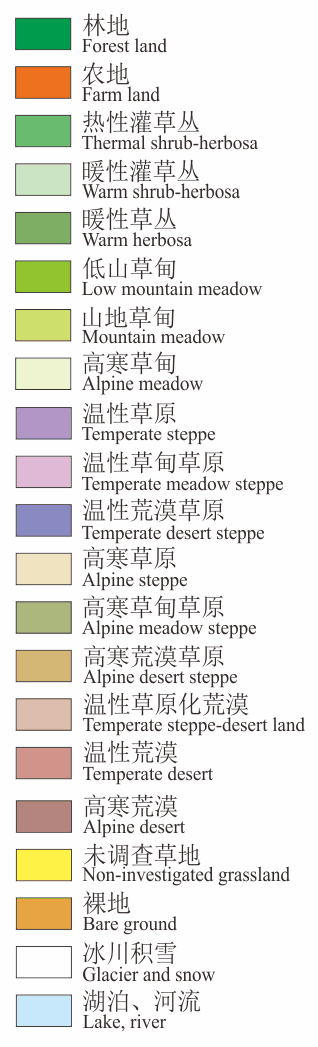 林地
Forest land
农地
Farm land
热性灌草丛
Thermal shrub-herbosa
暖性灌草丛
Warm shrub-herbosa
暖性草丛
Warm herbosa
低山草甸
Low mountain meadow
山地草甸
Mountain meadow
高寒草甸
Alpine meadow
温性草原
Temperate steppe
温性草甸草原
Temperate meadow steppe
温性荒漠草原
Temperate desert steppe
高寒草原
Alpine steppe
高寒草甸草原
Alpine meadow steppe
高寒荒漠草原
Alpine desert steppe
温性草原化荒漠
Temperate steppe-desert land
温性荒漠
Temperate desert
高寒荒漠
Alpine desert
未调查草地
Non-investigated grassland
裸地
Bare ground
冰川积雪
Glacier and snow
湖泊、河流
Lake, river